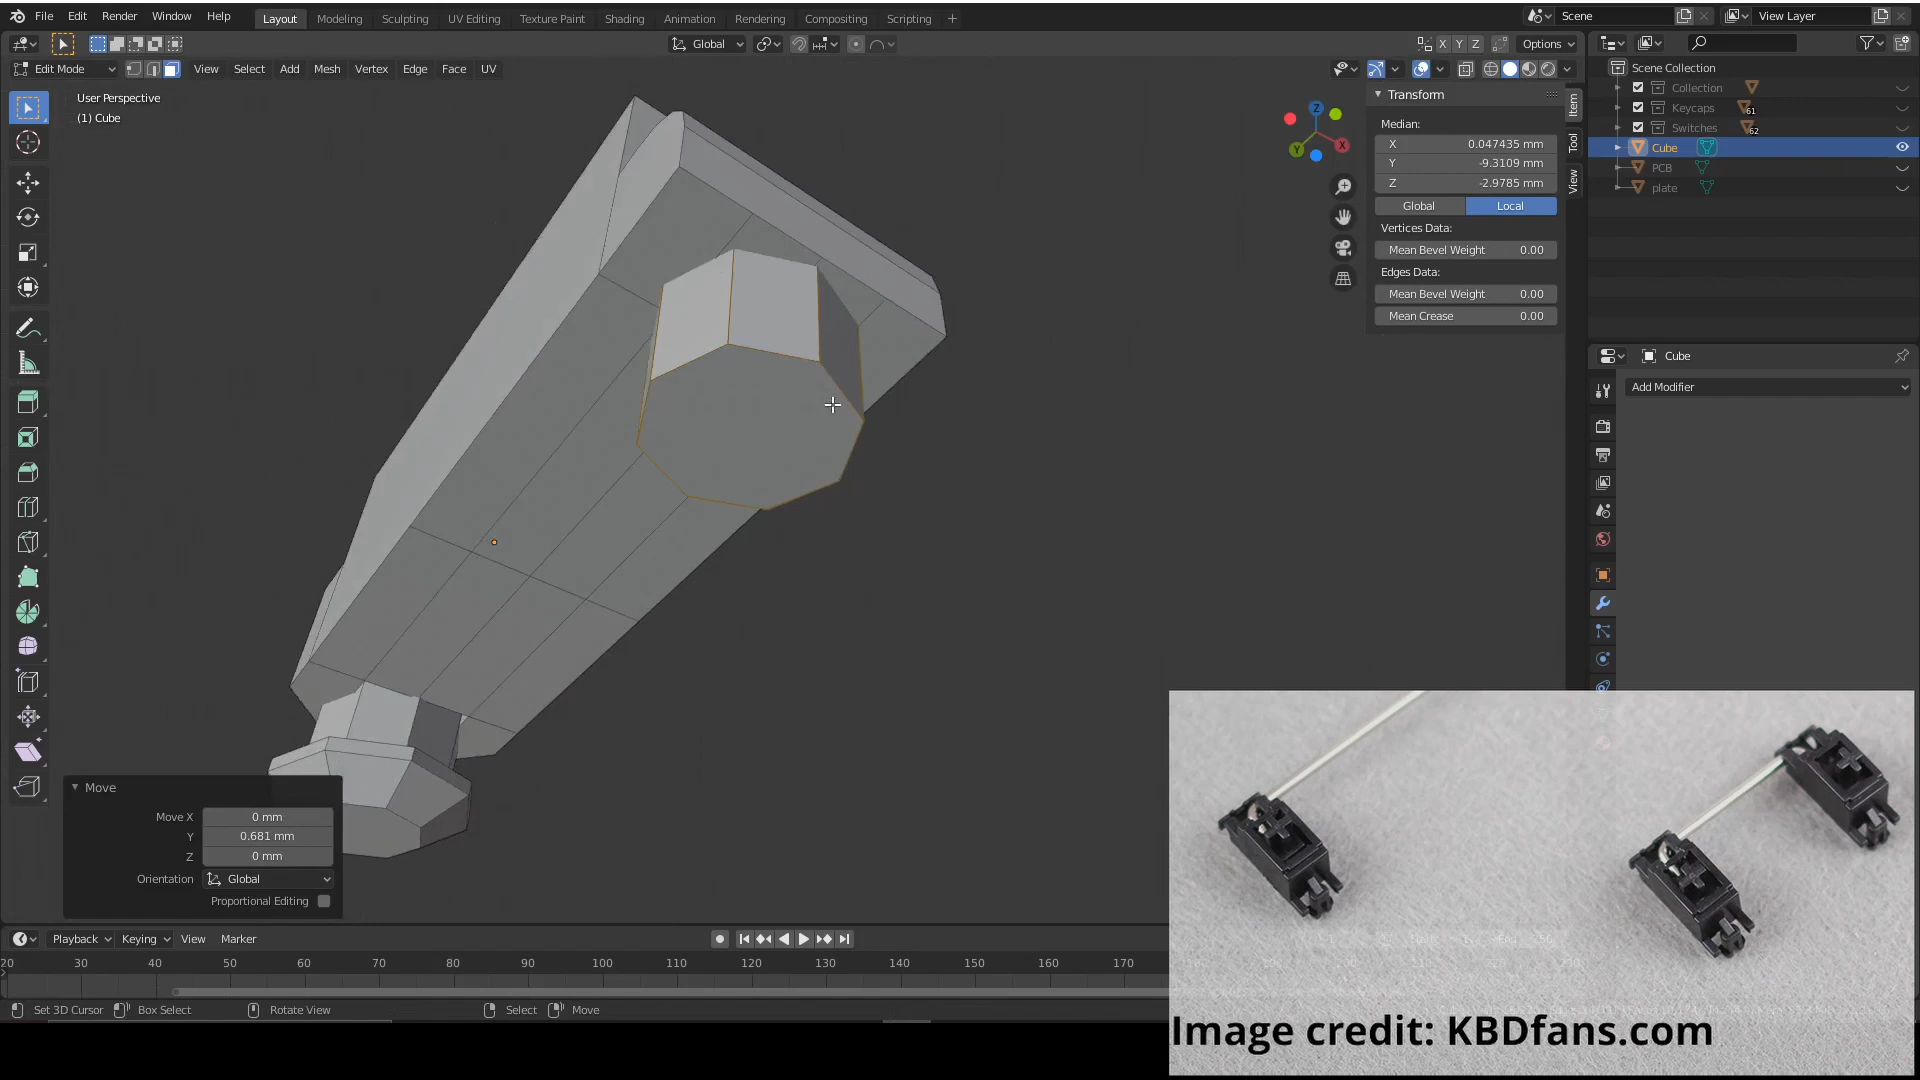 File Edit Render Window Help Layout Modeling Sculpting UV Editing Texture Paint Shading Animation Rendering Compositing Scripting + Scene View Layer
Global Options
Edit Mode View Select Add Mesh Vertex Edge Face UV
X Y Z
User Perspective
(1) Cube
Z
X
Y
Transform
Median:
X 0.047435 mm
Y -9.3109 mm
Z -2.9785 mm
Global Local
Vertices Data:
Mean Bevel Weight 0.00
Edges Data:
Mean Bevel Weight 0.00
Mean Crease 0.00
Item
Tool
View
Scene Collection
Collection
Keycaps 61
Switches 62
Cube
PCB
plate
Cube
Add Modifier
Move
Move X 0 mm
Y 0.681 mm
Z 0 mm
Orientation Global
Proportional Editing
Playback Keying View Marker
20 30 40 50 60 70 80 90 100 110 120 130 140 150 160 170
Set 3D Cursor Box Select Rotate View Select Move
Image credit: KBDfans.com